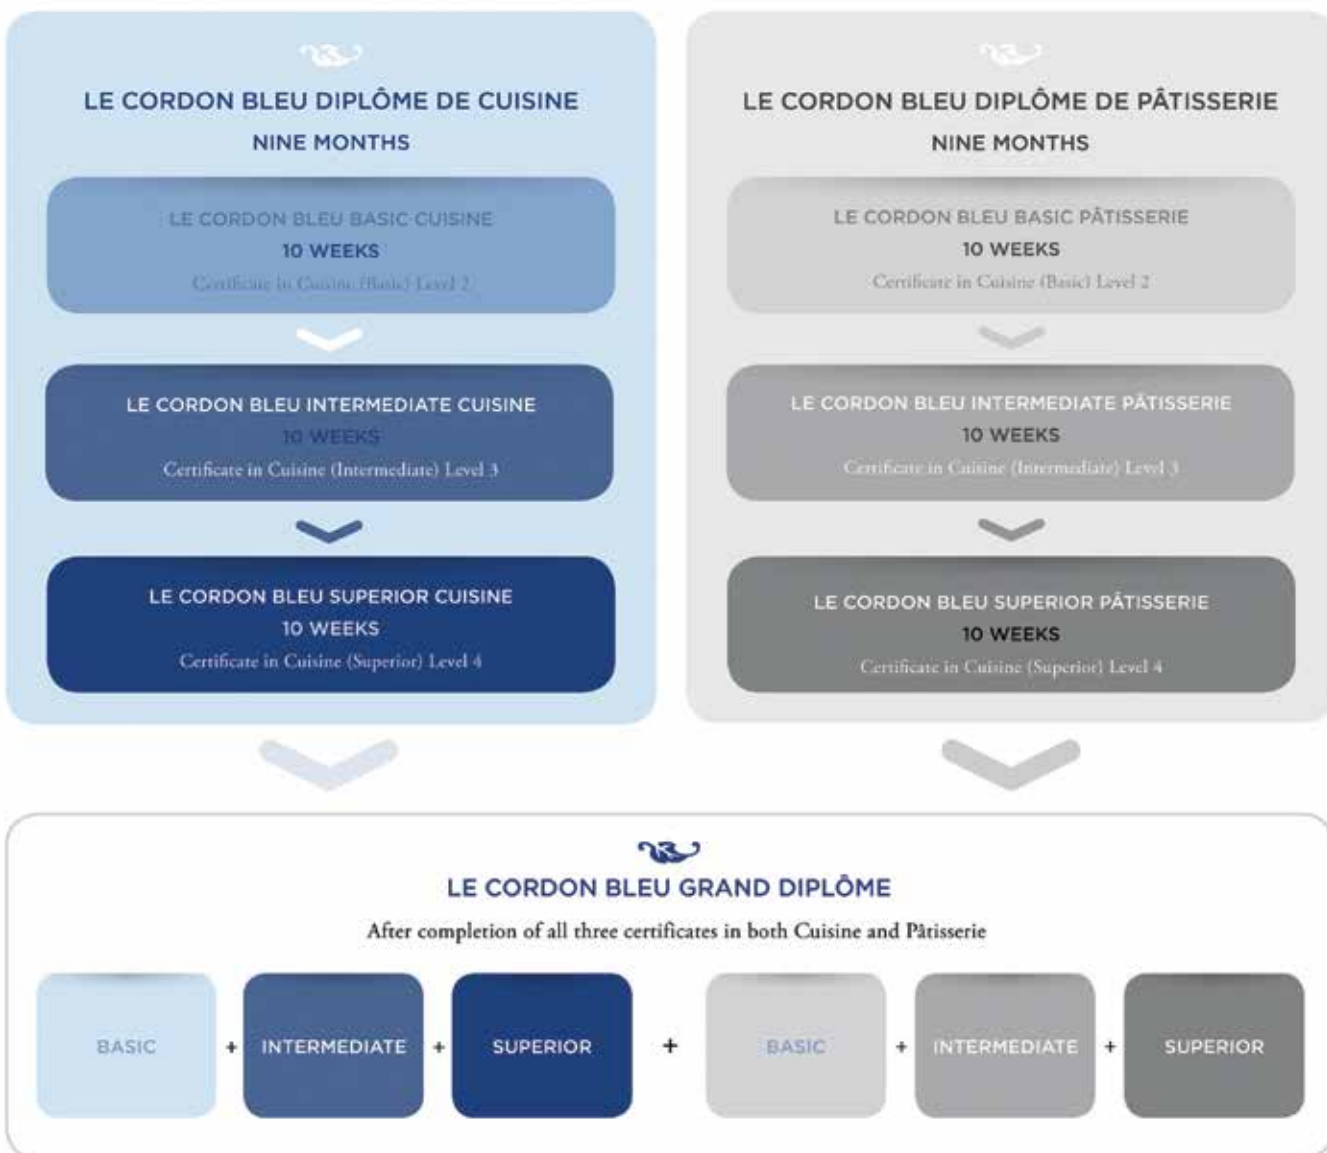 LE CORDON BLEU DIPLÔME DE CUISINE
NINE MONTHS
LE CORDON BLEU BASIC CUISINE
10 WEEKS
Certificate in Cuisine (Basic) Level 2
LE CORDON BLEU INTERMEDIATE CUISINE
10 WEEKS
Certificate in Cuisine (Intermediate) Level 3
LE CORDON BLEU SUPERIOR CUISINE
10 WEEKS
Certificate in Cuisine (Superior) Level 4
LE CORDON BLEU DIPLÔME DE PÂTISSERIE
NINE MONTHS
LE CORDON BLEU BASIC PÂTISSERIE
10 WEEKS
Certificate in Cuisine (Basic) Level 2
LE CORDON BLEU INTERMEDIATE PÂTISSERIE
10 WEEKS
Certificate in Cuisine (Intermediate) Level 3
LE CORDON BLEU SUPERIOR PÂTISSERIE
10 WEEKS
Certificate in Cuisine (Superior) Level 4
LE CORDON BLEU GRAND DIPLÔME
After completion of all three certificates in both Cuisine and Pâtisserie
BASIC + INTERMEDIATE + SUPERIOR + BASIC + INTERMEDIATE + SUPERIOR